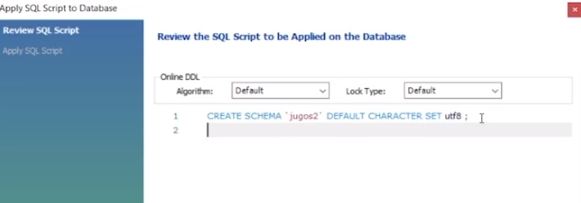 Apply SQL Script to Database
Review SQL Script
Apply SQL Script
Review the SQL Script to be Applied on the Database
Online DDL
Algorithm: Default Lock Type: Default
1 CREATE SCHEMA `jugos2` DEFAULT CHARACTER SET utf8 ;
2